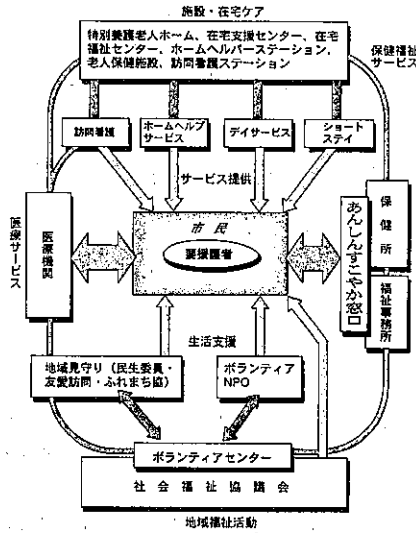 施設・在宅ケア
特別養護老人ホーム、在宅支援センター、在宅
福祉センター、ホームヘルパーステーション、
老人保健施設、訪問看護ステーション
保健福祉
サービス
訪問看護
ホームヘルプ
サービス
デイサービス
ショート
ステイ
サービス提供
医療サービス
医療機関
市民
要援護者
あんしんすこやか窓口
保健所
福祉事務所
生活支援
地域見守り（民生委員・
友愛訪問・ふれまち協）
ボランティア
NPO
ボランティアセンター
社会福祉協議会
地域福祉活動